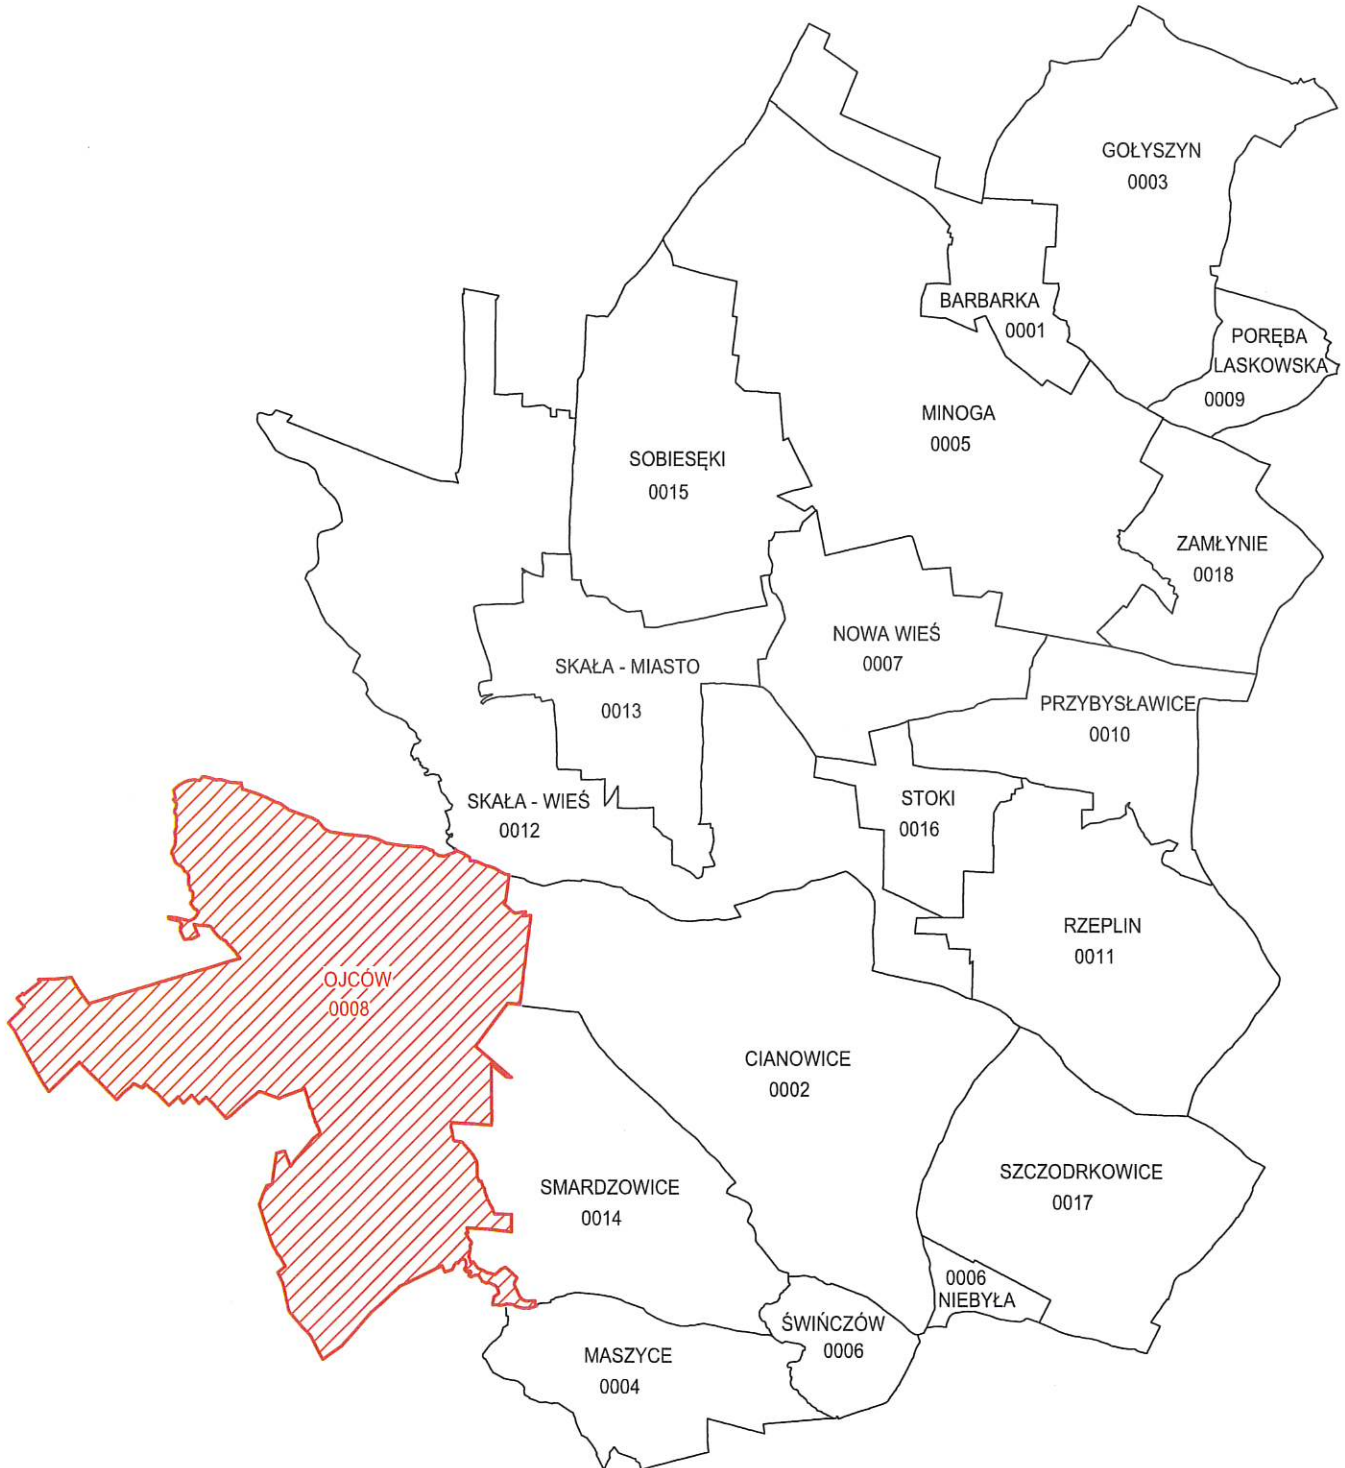 GOŁYSZYN
0003
BARBARKA
0001
PORĘBA
LASKOWSKA
0009
MINOGA
0005
SOBIESĘKI
0015
ZAMŁYNIE
0018
NOWA WIEŚ
0007
SKAŁA - MIASTO
0013
PRZYBYSŁAWICE
0010
SKAŁA - WIEŚ
0012
STOKI
0016
RZEPLIN
0011
OJCÓW
0008
CIANOWICE
0002
SMARDZOWICE
0014
SZCZODRKOWICE
0017
0006
NIEBYŁA
ŚWIŃCZÓW
0006
MASZYCE
0004